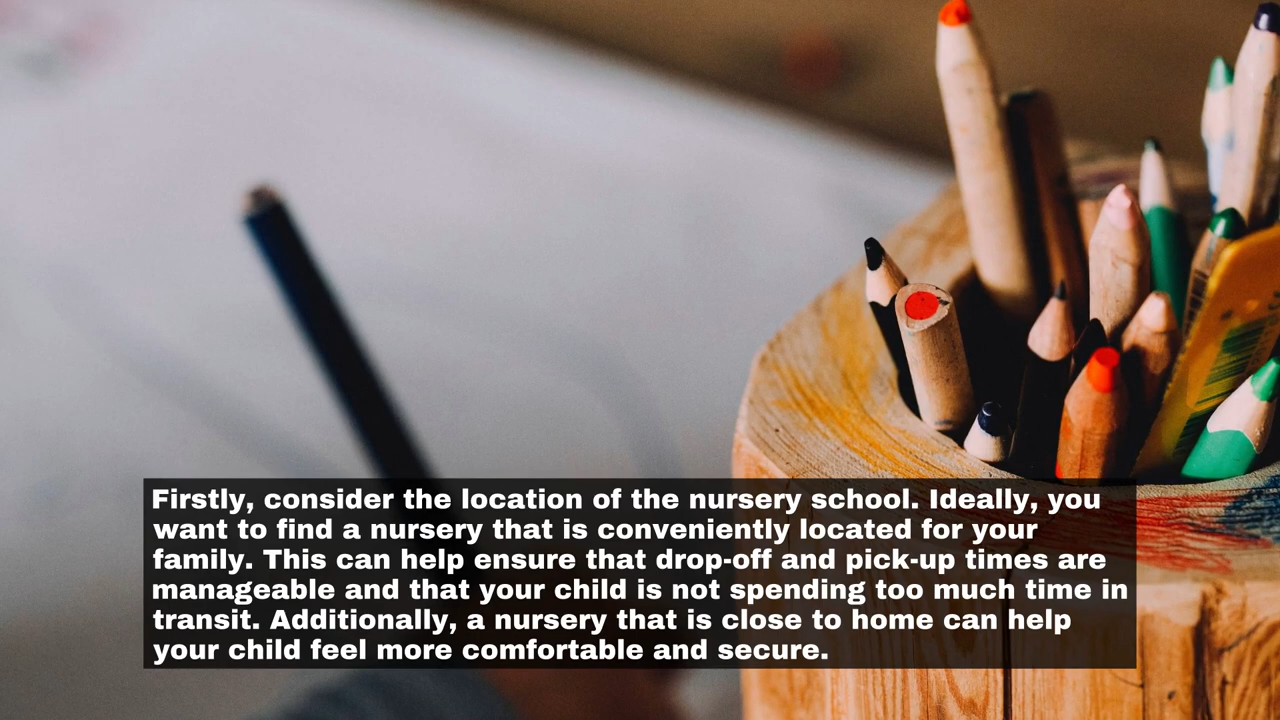 Firstly, consider the location of the nursery school. Ideally, you
want to find a nursery that is conveniently located for your
family. This can help ensure that drop-off and pick-up times are
manageable and that your child is not spending too much time in
transit. Additionally, a nursery that is close to home can help
your child feel more comfortable and secure.